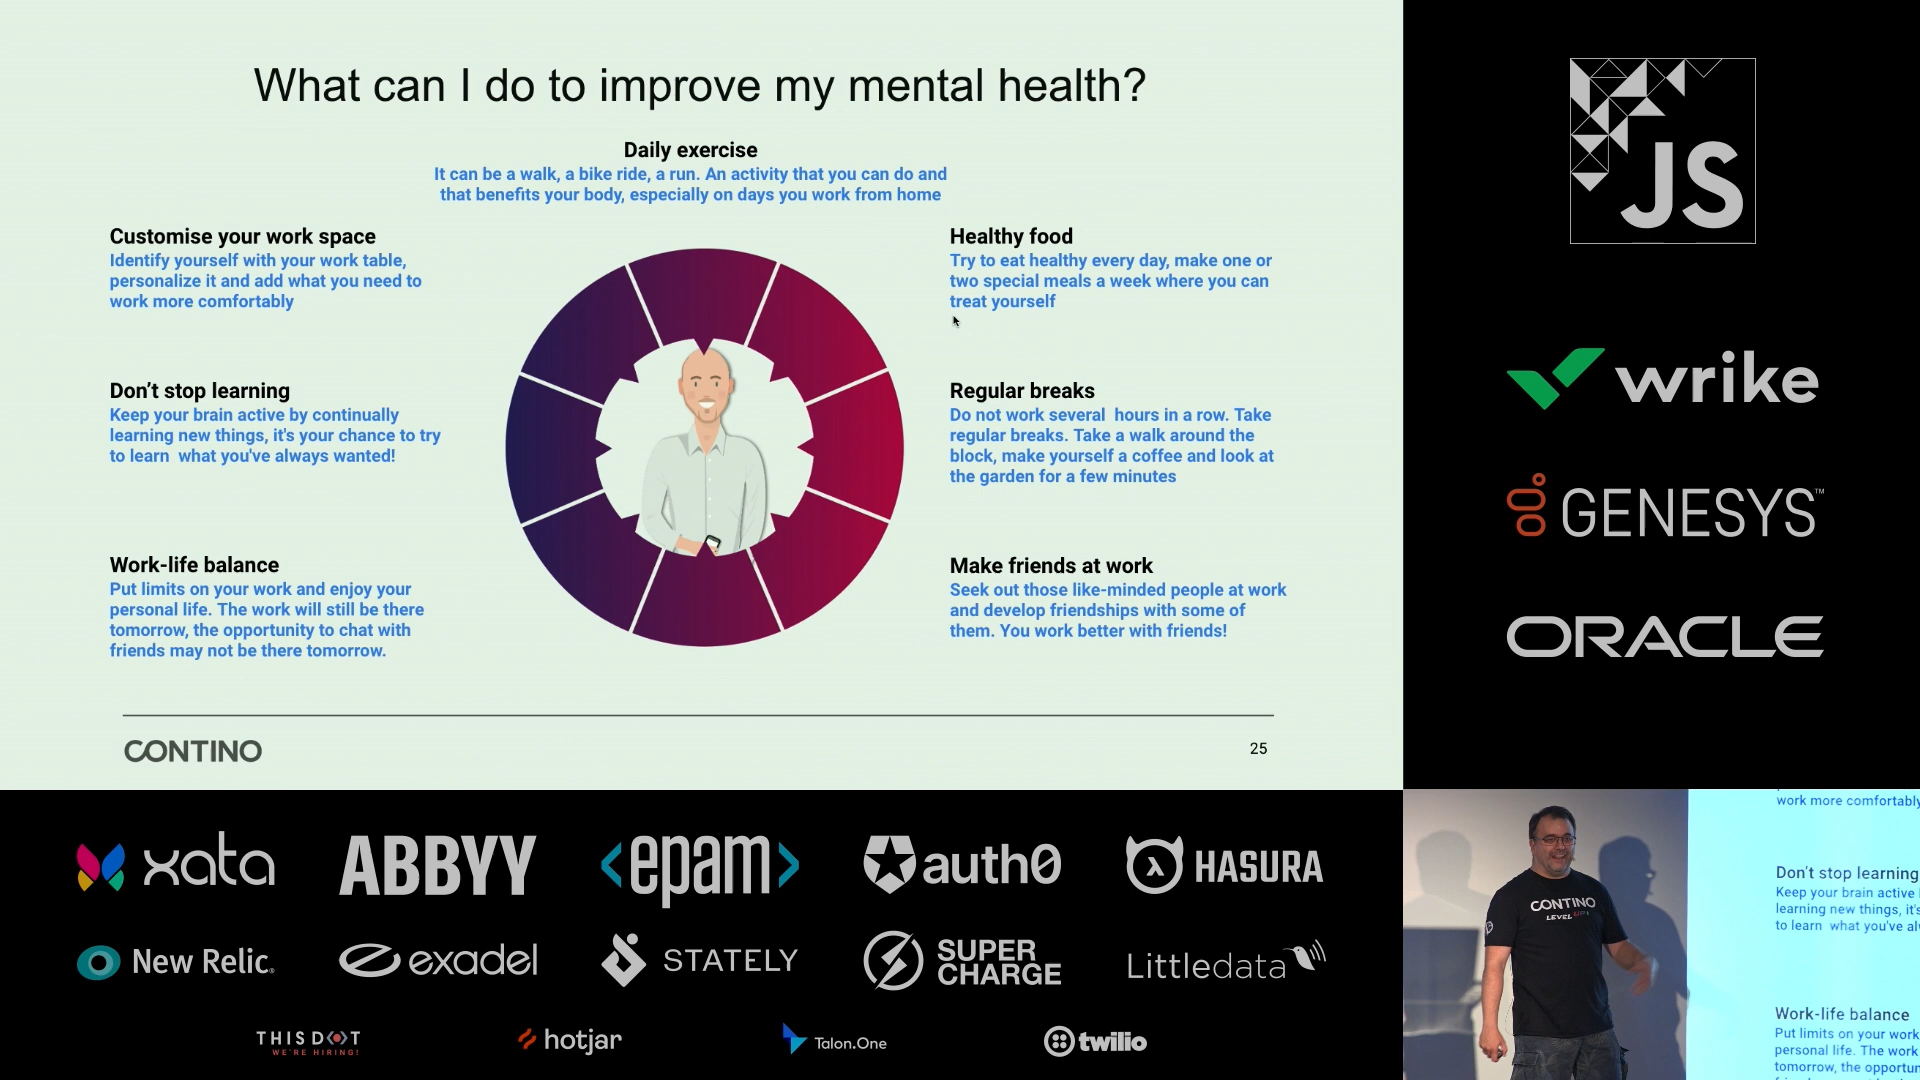 What can I do to improve my mental health?
Daily exercise
It can be a walk, a bike ride, a run. An activity that you can do and
that benefits your body, especially on days you work from home
Customise your work space
Identify yourself with your work table,
personalize it and add what you need to
work more comfortably
Don’t stop learning
Keep your brain active by continually
learning new things, it's your chance to try
to learn  what you've always wanted!
Work-life balance
Put limits on your work and enjoy your
personal life. The work will still be there
tomorrow, the opportunity to chat with
friends may not be there tomorrow.
Healthy food
Try to eat healthy every day, make one or
two special meals a week where you can
treat yourself
Regular breaks
Do not work several  hours in a row. Take
regular breaks. Take a walk around the
block, make yourself a coffee and look at
the garden for a few minutes
Make friends at work
Seek out those like-minded people at work
and develop friendships with some of
them. You work better with friends!
CONTINO
25
JS
wrike
GENESYS™
ORACLE
xata
ABBYY
<epam>
auth0
HASURA
New Relic®
exadel
STATELY
SUPER
CHARGE
Littledata
THIS DOT
WE'RE HIRING!
hotjar
Talon.One
twilio
CONTINO
LEVEL UP!
work more comfortably
Don't stop learning
Keep your brain active
learning new things, it's
to learn  what you've
Work-life balance
Put limits on your work
personal life. The work
tomorrow, the